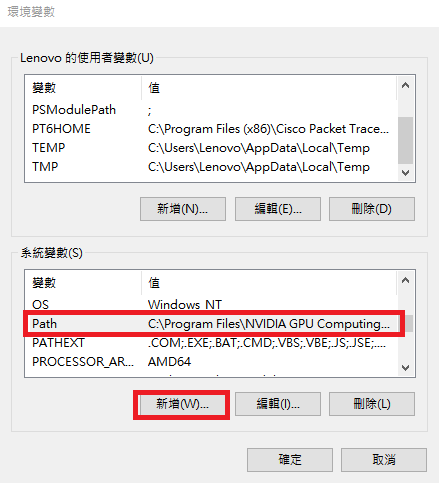 環境變數
Lenovo 的使用者變數(U)
變數 值
PSModulePath ;
PT6HOME C:\Program Files (x86)\Cisco Packet Trace...
TEMP C:\Users\Lenovo\AppData\Local\Temp
TMP C:\Users\Lenovo\AppData\Local\Temp
新增(N)... 編輯(E)... 刪除(D)
系統變數(S)
變數 值
OS Windows_NT
Path C:\Program Files\NVIDIA GPU Computing...
PATHEXT .COM;.EXE;.BAT;.CMD;.VBS;.VBE;.JS;.JSE;....
PROCESSOR_AR... AMD64
新增(W)... 編輯(I)... 刪除(L)
確定 取消